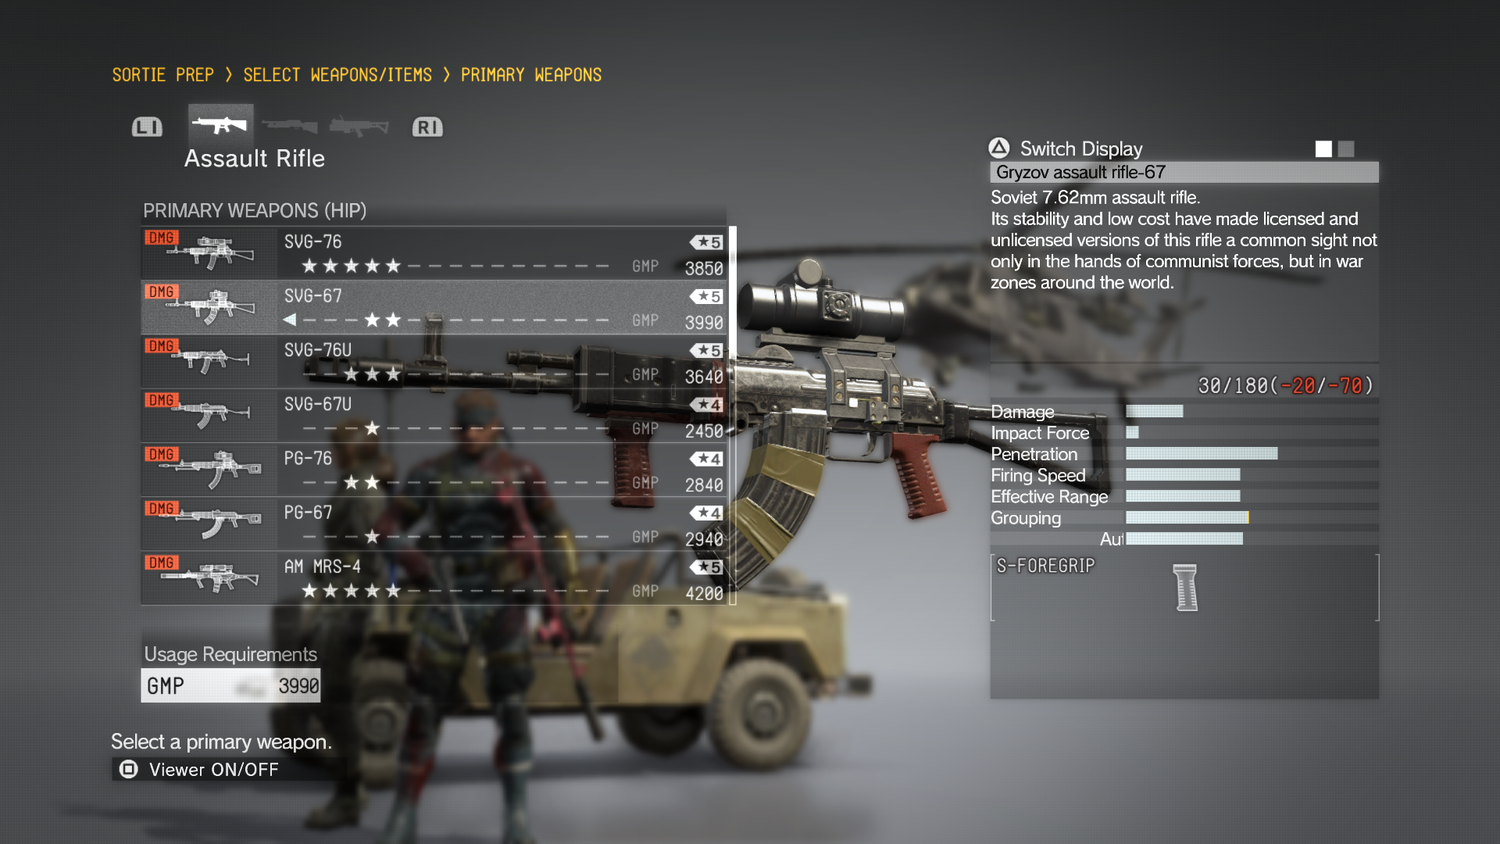 SORTIE PREP > SELECT WEAPONS/ITEMS > PRIMARY WEAPONS
L1
R1
Assault Rifle
PRIMARY WEAPONS (HIP)
DMG
SVG-76
★5
GMP 3850
DMG
SVG-67
★5
GMP 3990
DMG
SVG-76U
★5
GMP 3640
DMG
SVG-67U
★4
GMP 2450
DMG
PG-76
★4
GMP 2840
DMG
PG-67
★4
GMP 2940
DMG
AM MRS-4
★5
GMP 4200
Usage Requirements
GMP 3990
Select a primary weapon.
Viewer ON/OFF
Switch Display
Gryzov assault rifle-67
Soviet 7.62mm assault rifle.
Its stability and low cost have made licensed and
unlicensed versions of this rifle a common sight not
only in the hands of communist forces, but in war
zones around the world.
30/180(-20/-70)
Damage
Impact Force
Penetration
Firing Speed
Effective Range
Grouping
Aut
S-FOREGRIP